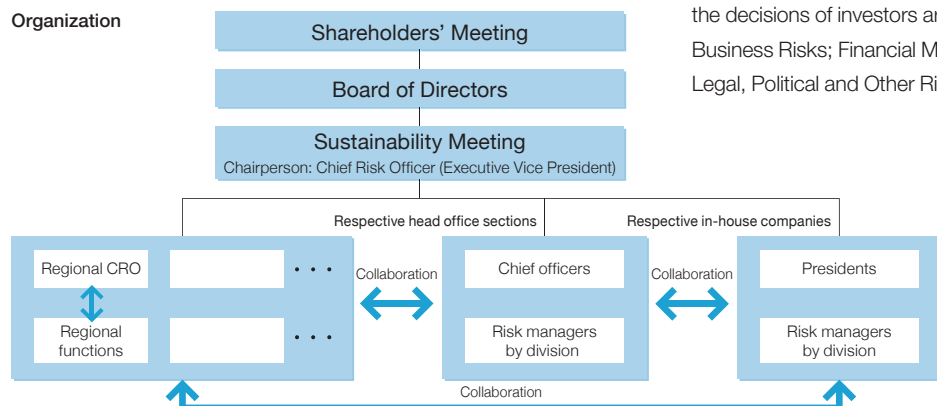 Organization
Shareholders' Meeting
Board of Directors
Sustainability Meeting
Chairperson: Chief Risk Officer (Executive Vice President)
the decisions of investors
Business Risks; Financial
Legal, Political and Other
Respective head office sections
Respective in-house companies
Regional CRO
• • •
Collaboration
Chief officers
Collaboration
Presidents
Regional
functions
• • •
Risk managers
by division
Risk managers
by division
Collaboration